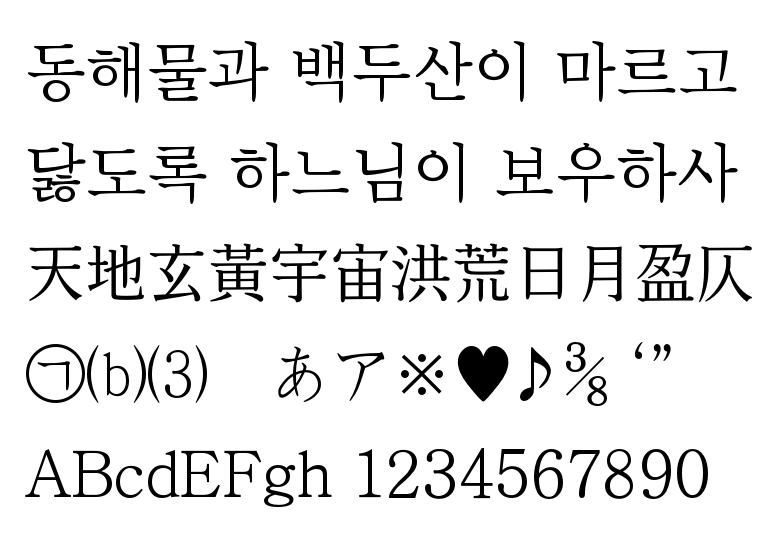 동해물과 백두산이 마르고
닳도록 하느님이 보우하사
天地玄黃宇宙洪荒日月盈仄
㉠⒝⑶　あア※♥♪⅜ ‘”
ABcdEFgh 1234567890